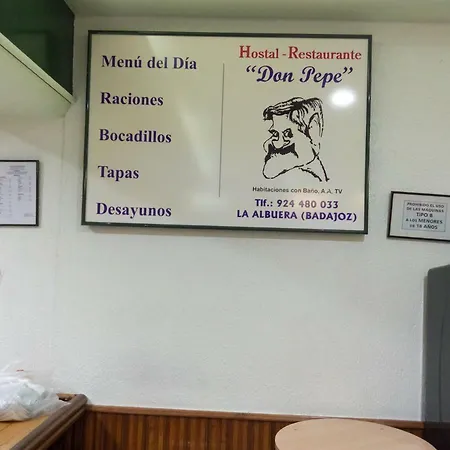 Menú del Día
Raciones
Bocadillos
Tapas
Desayunos
Hostal - Restaurante
"Don Pepe"
Habitaciones con Baño, A.A, TV
Tlf.: 924 480 033
LA ALBUERA (BADAJOZ)
PROHIBIDO EL USO
DE LAS MAQUINAS
TIPO B
A LOS MENORES
DE 18 AÑOS